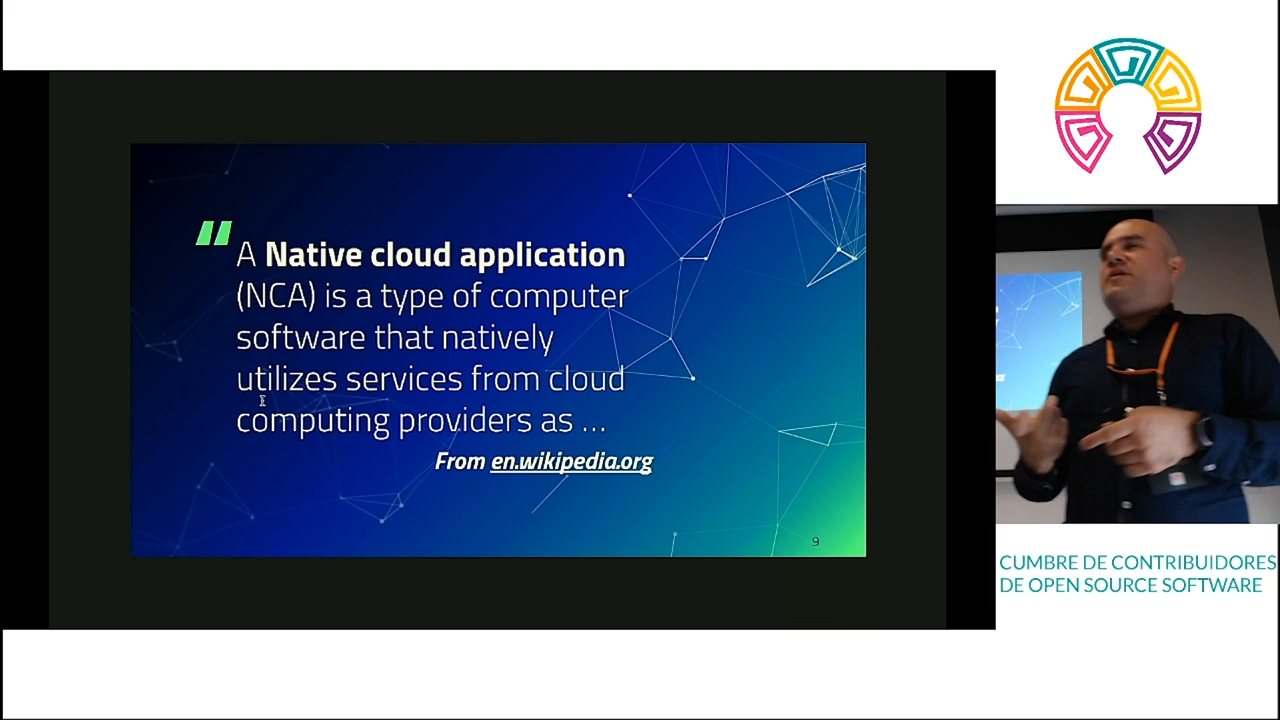 "
A Native cloud application
(NCA) is a type of computer
software that natively
utilizes services from cloud
computing providers as ...
From en.wikipedia.org
9
CUMBRE DE CONTRIBUIDORES
DE OPEN SOURCE SOFTWARE